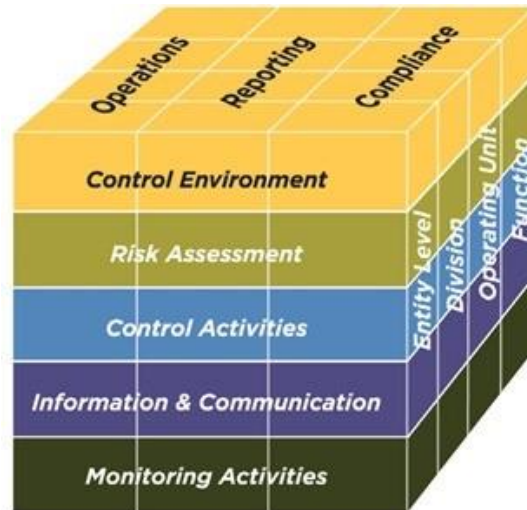 Operations
Reporting
Compliance
Control Environment
Risk Assessment
Control Activities
Information & Communication
Monitoring Activities
Entity Level
Division
Operating Unit
Function